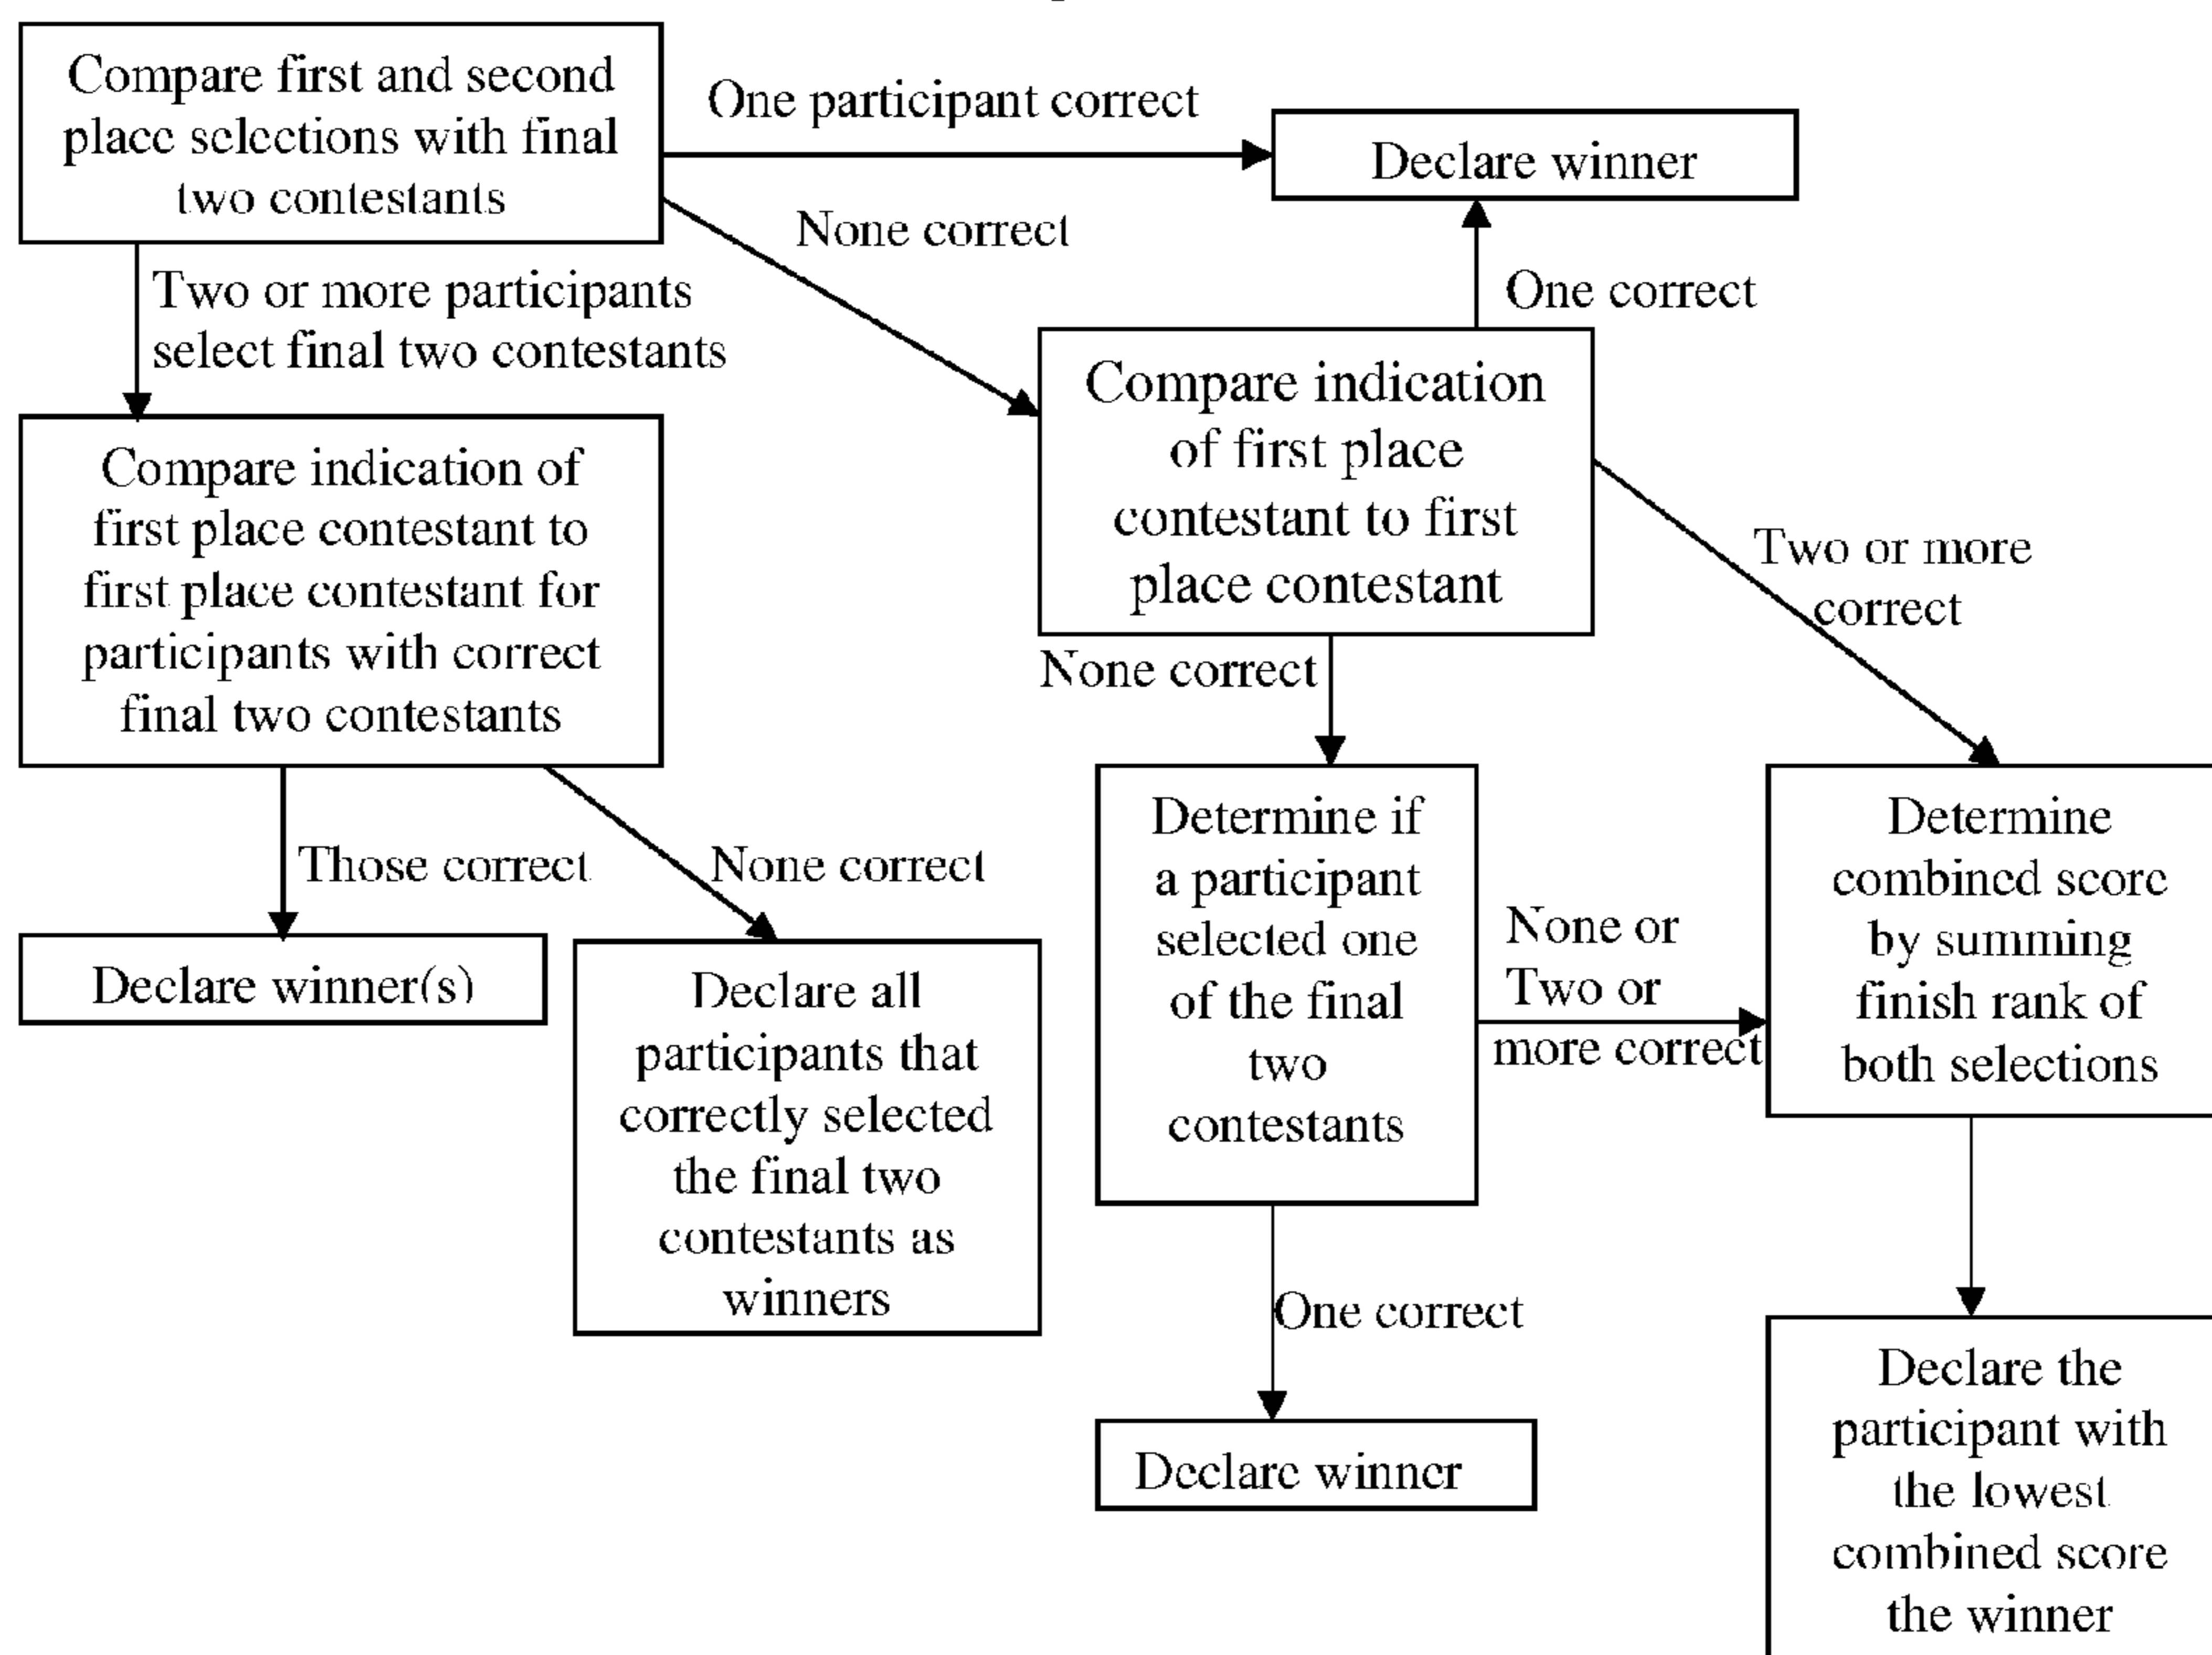 Compare first and second
place selections with final
two contestants
One participant correct
Declare winner
None correct
One correct
Two or more participants
select final two contestants
Compare indication of
first place contestant to
first place contestant for
participants with correct
final two contestants
Compare indication
of first place
contestant to first
place contestant
Two or more
correct
None correct
Those correct
None correct
Declare winner(s)
Declare all
participants that
correctly selected
the final two
contestants as
winners
Determine if
a participant
selected one
of the final
two
contestants
None or
Two or
more correct
Determine
combined score
by summing
finish rank of
both selections
One correct
Declare winner
Declare the
participant with
the lowest
combined score
the winner